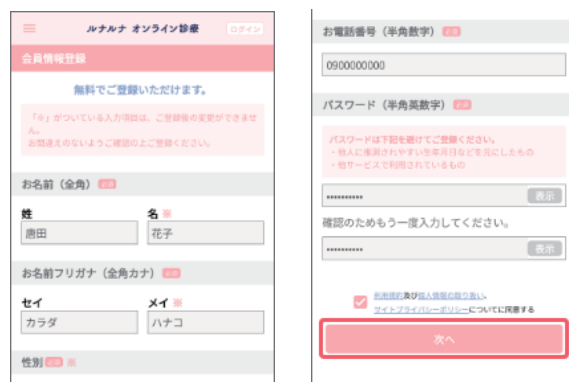 ルナルナ オンライン診療
ログイン
会員情報登録
無料でご登録いただけます。
「※」がついている入力項目は、ご登録後の変更ができませ
ん。
お間違えのないようご確認の上ご登録ください。
お名前（全角） 必須
姓 名 ※
唐田 花子
お名前フリガナ（全角カナ） 必須
セイ メイ ※
カラダ ハナコ
性別 必須 ※
お電話番号（半角数字） 必須
0900000000
パスワード（半角英数字） 必須
パスワードは下記を避けてご登録ください。
・他人に推測されやすい生年月日などを元にしたもの
・他サービスで利用されているもの
表示
確認のためもう一度入力してください。
表示
利用規約及び個人情報の取り扱い、
サイトプライバシーポリシーについてに同意する
次へ